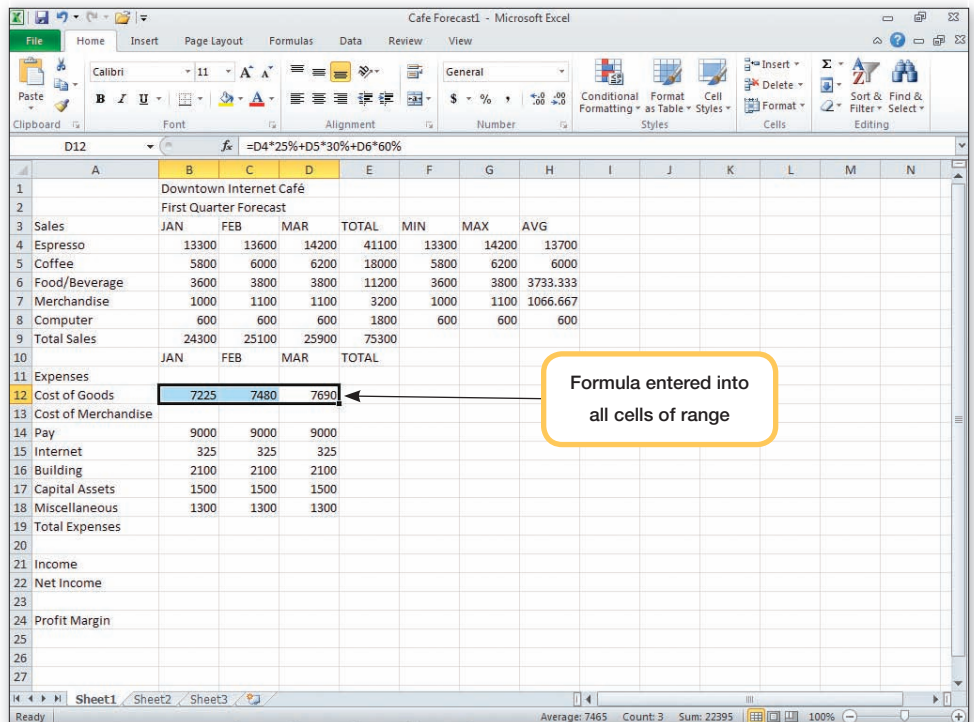 Cafe Forecast1 - Microsoft Excel
File Home Insert Page Layout Formulas Data Review View
Paste
Clipboard
Calibri 11 A A
B I U A
Font
Alignment
General
$ % , .0 .00 .00 .0
Number
Conditional Formatting Format as Table Cell Styles
Styles
Insert
Delete
Format
Cells
Σ Sort & Filter Find & Select
Editing
D12 fx =D4*25%+D5*30%+D6*60%
A B C D E F G H I J K L M N
1 Downtown Internet Café
2 First Quarter Forecast
3 Sales JAN FEB MAR TOTAL MIN MAX AVG
4 Espresso 13300 13600 14200 41100 13300 14200 13700
5 Coffee 5800 6000 6200 18000 5800 6200 6000
6 Food/Beverage 3600 3800 3800 11200 3600 3800 3733.333
7 Merchandise 1000 1100 1100 3200 1000 1100 1066.667
8 Computer 600 600 600 1800 600 600 600
9 Total Sales 24300 25100 25900 75300
10 JAN FEB MAR TOTAL
11 Expenses
12 Cost of Goods 7225 7480 7690
Formula entered into
all cells of range
13 Cost of Merchandise
14 Pay 9000 9000 9000
15 Internet 325 325 325
16 Building 2100 2100 2100
17 Capital Assets 1500 1500 1500
18 Miscellaneous 1300 1300 1300
19 Total Expenses
20
21 Income
22 Net Income
23
24 Profit Margin
25
26
27
Sheet1 Sheet2 Sheet3
Ready Average: 7465 Count: 3 Sum: 22395 100%